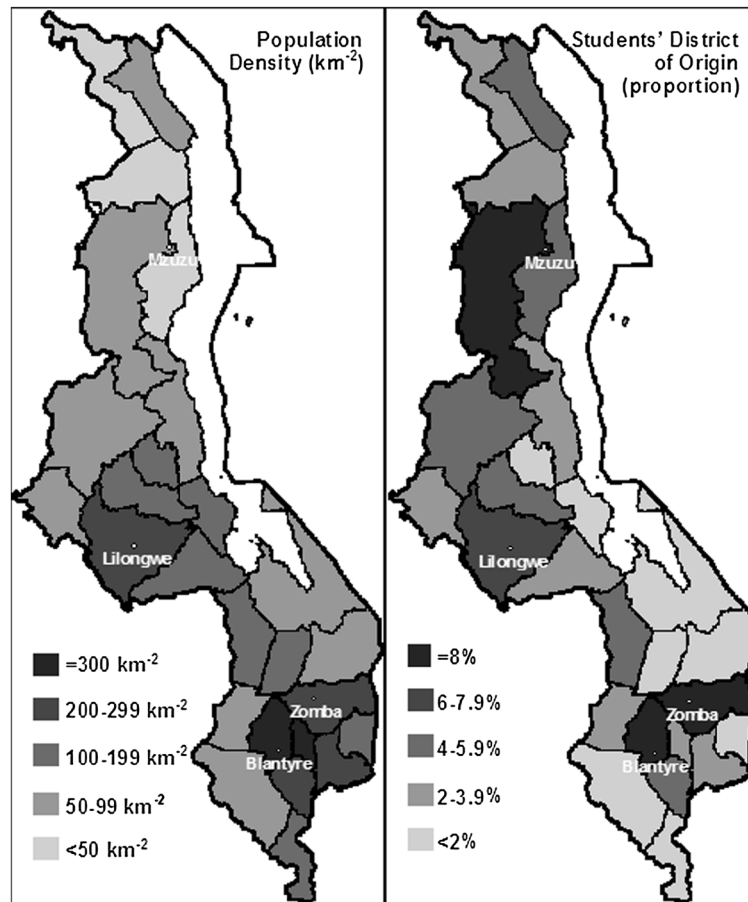 Population
Density (km-2)
Mzuzu
Lilongwe
Zomba
Blantyre
=300 km-2
200-299 km-2
100-199 km-2
50-99 km-2
<50 km-2
Students' District
of Origin
(proportion)
Mzuzu
Lilongwe
Zomba
Blantyre
=8%
6-7.9%
4-5.9%
2-3.9%
<2%